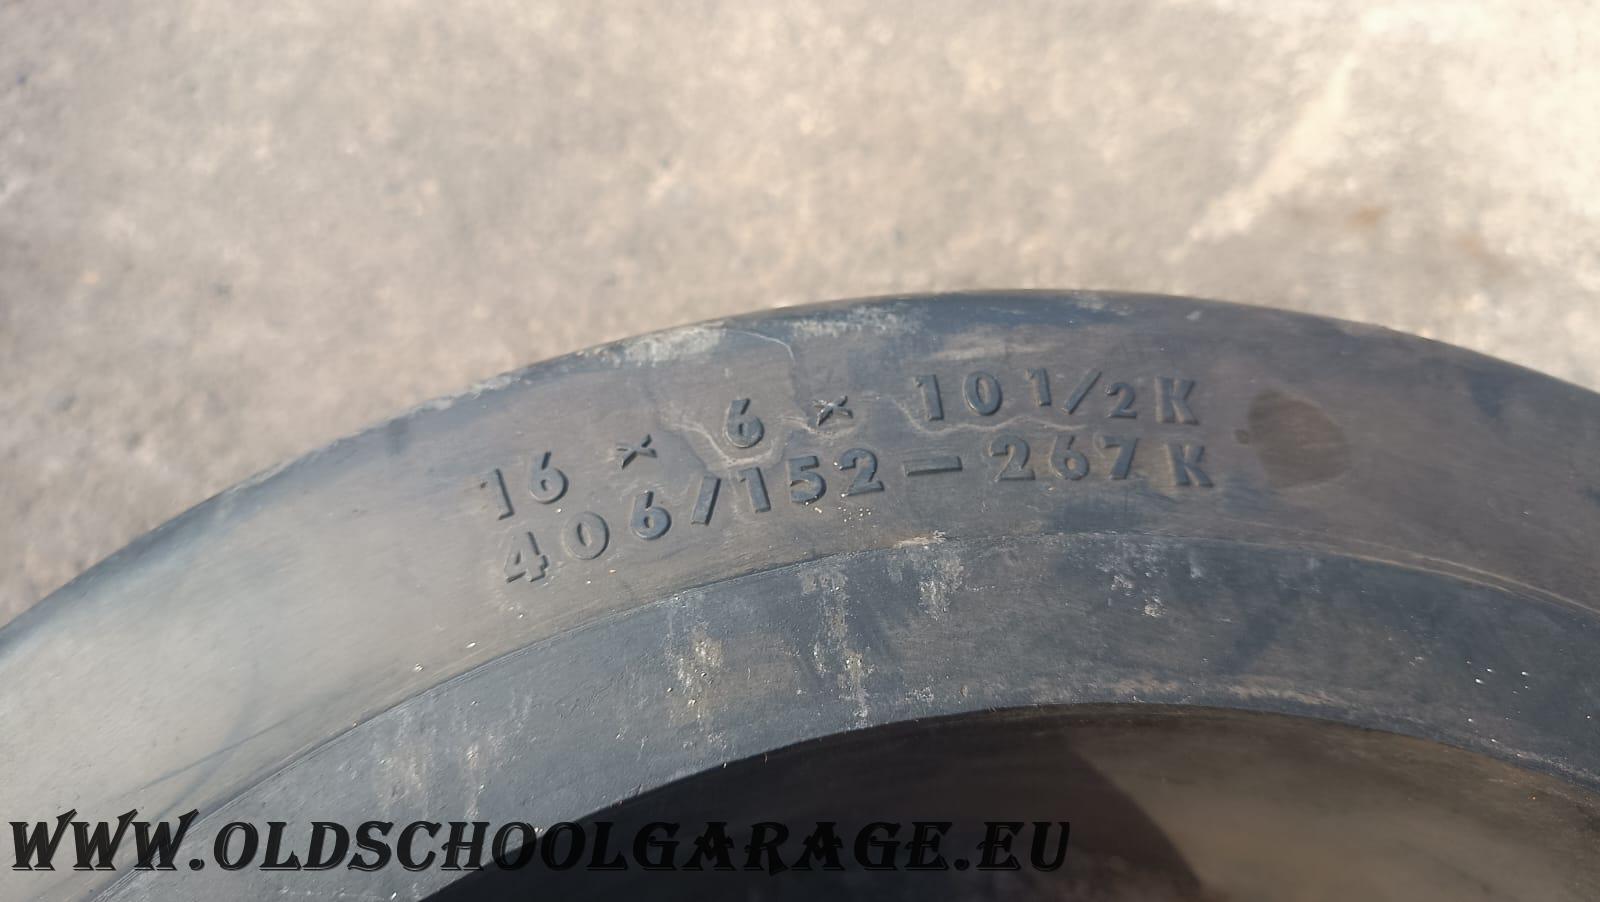 16 x 6 x 10 1/2 K
406/152-267 K
WWW.OLDSCHOOLGARAGE.EU